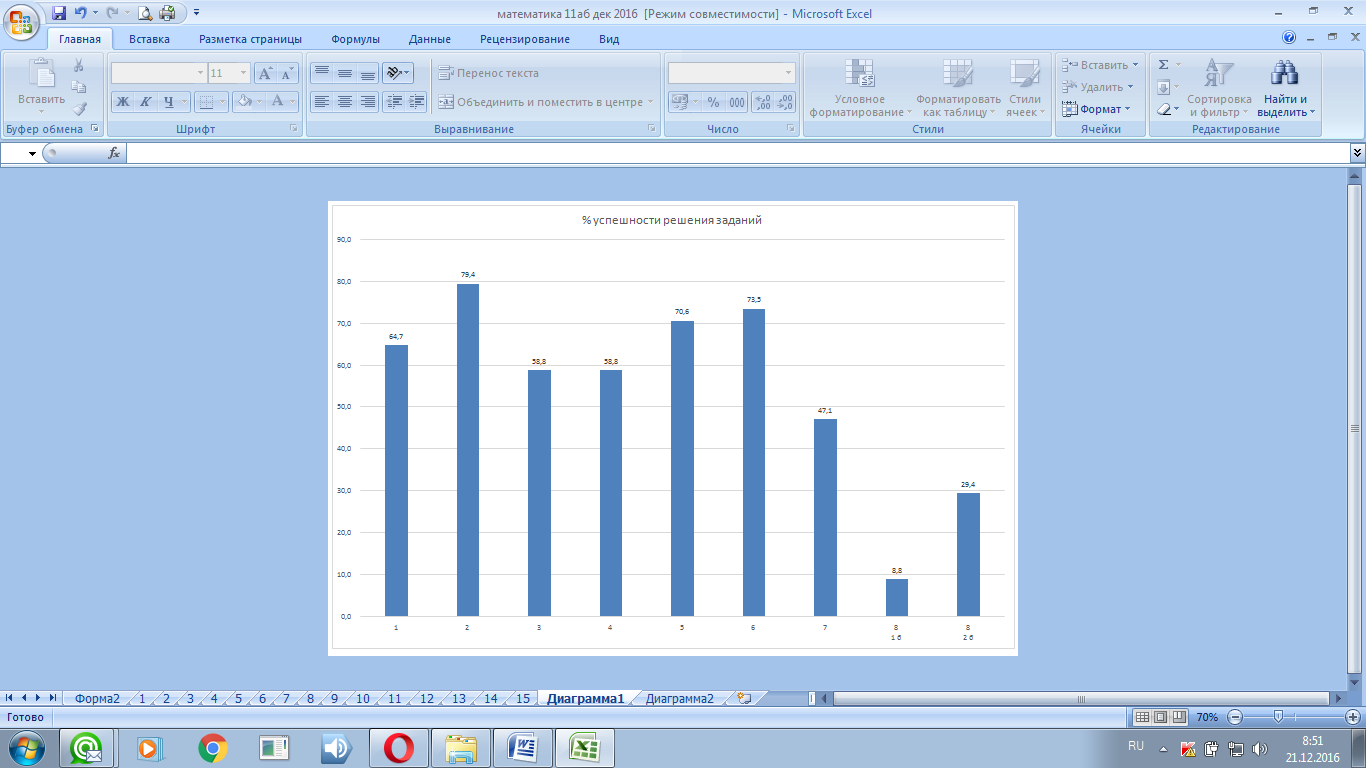 математика 11аб дек 2016 [Режим совместимости] - Microsoft Excel
Главная Вставка Разметка страницы Формулы Данные Рецензирование Вид
Вставить
Буфер обмена
11
Ж К Ч
Шрифт
Перенос текста
Объединить и поместить в центре
Выравнивание
% 000
Число
Условное форматирование
Форматировать как таблицу
Стили ячеек
Стили
Вставить
Удалить
Формат
Ячейки
Сортировка и фильтр
Найти и выделить
Редактирование
fx
% успешности решения заданий
90,0
80,0
70,0
60,0
50,0
40,0
30,0
20,0
10,0
0,0
64,7
79,4
58,8
58,8
70,6
73,5
47,1
8,8
29,4
1 2 3 4 5 6 7 8 8
1 б 2 б
Форма2 1 2 3 4 5 6 7 8 9 10 11 12 13 14 15 Диаграмма1 Диаграмма2
Готово
70%
RU
8:51
21.12.2016